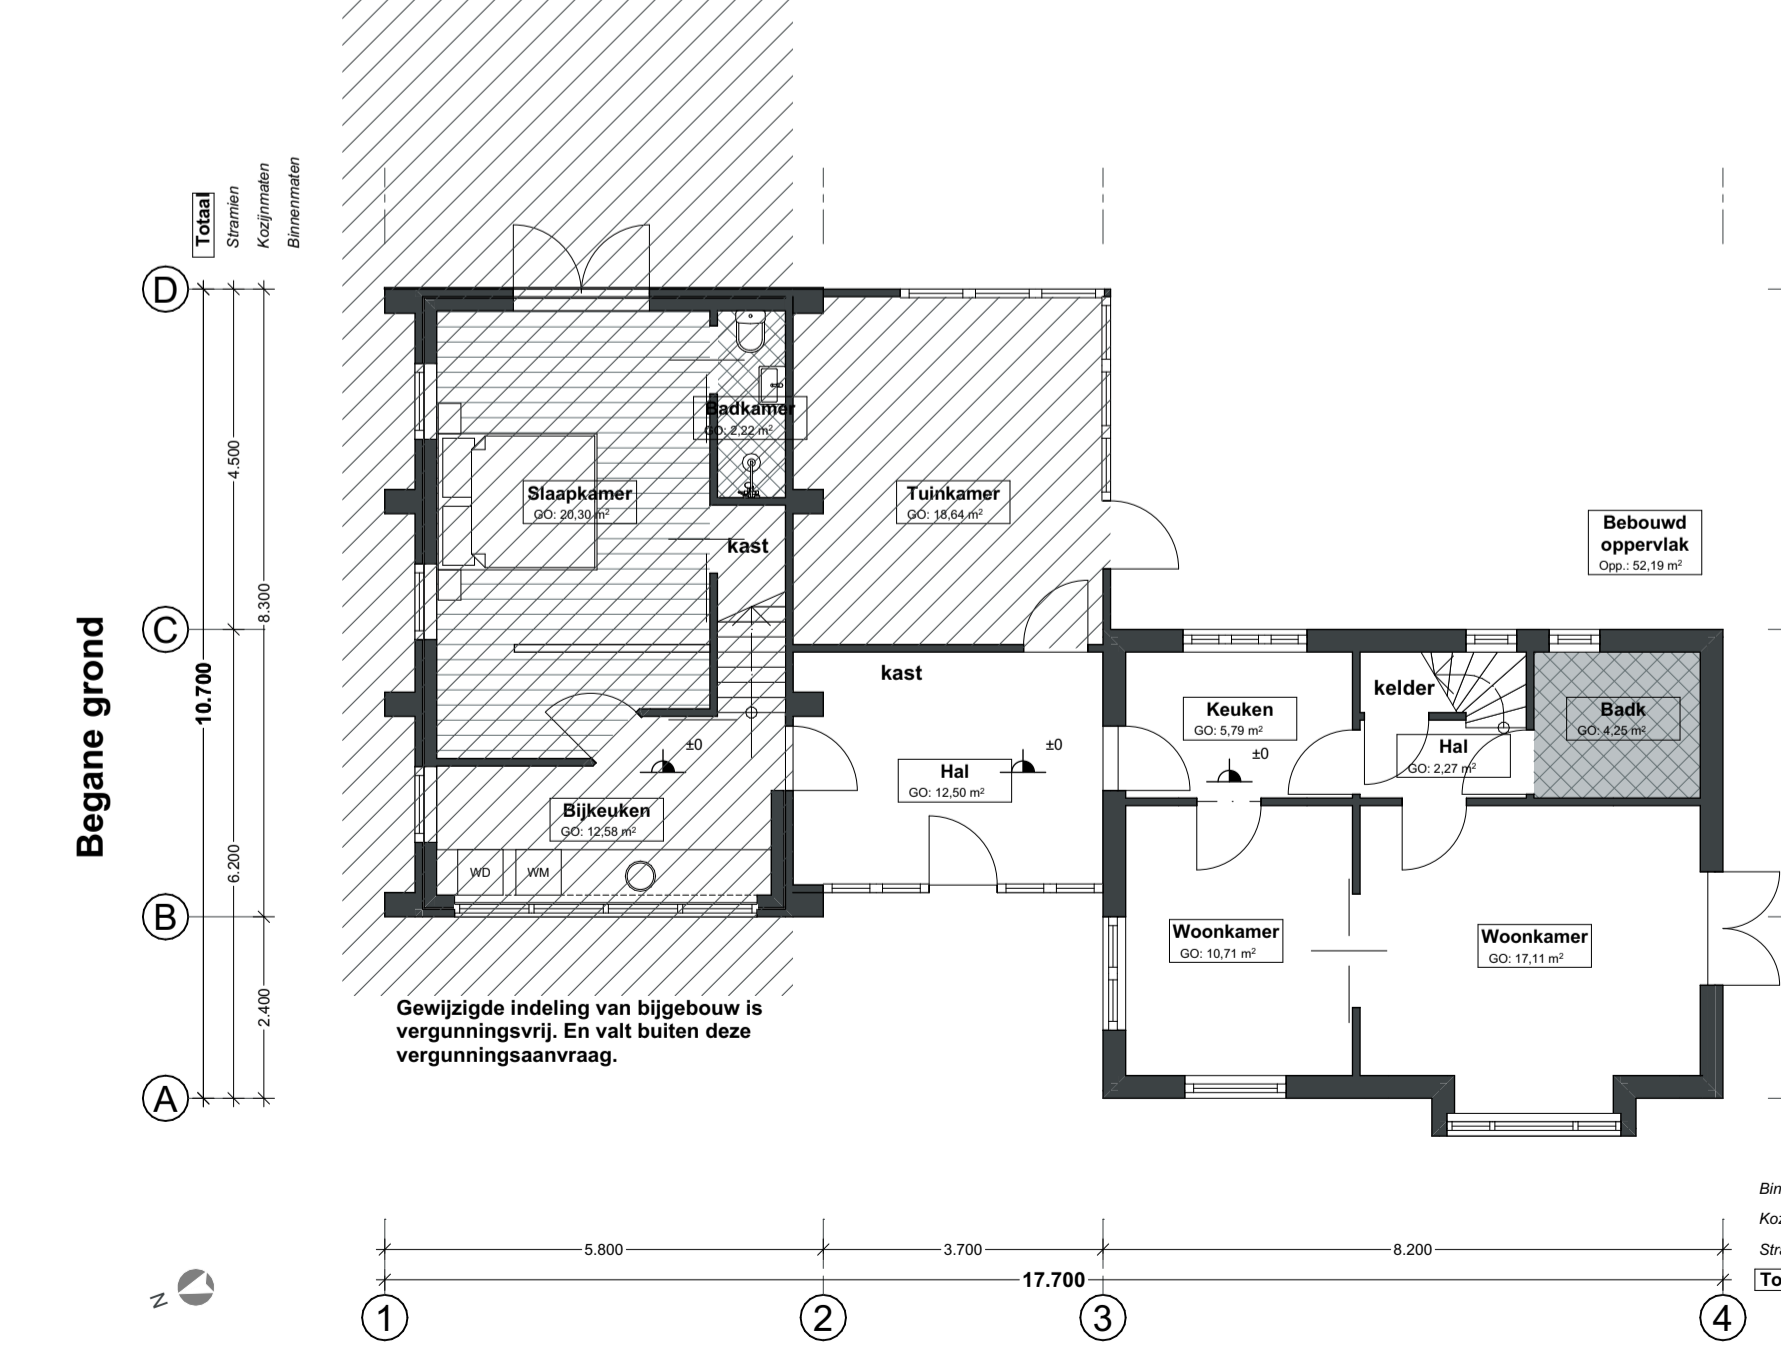 Begane grond
Totaal
Stramien
Kozijnmaten
Binnenmaten
D
C
B
A
10.700
4.500
6.200
8.300
2.400
Badkamer
GO: 2,22 m²
Slaapkamer
GO: 20,30 m²
kast
Tuinkamer
GO: 18,64 m²
Bebouwd
oppervlak
Opp.: 52,19 m²
kast
Keuken
GO: 5,79 m²
kelder
Hal
GO: 2,27 m²
Badk
GO: 4,25 m²
±0
±0
±0
Hal
GO: 12,50 m²
Bijkeuken
GO: 12,58 m²
WD
WM
Woonkamer
GO: 10,71 m²
Woonkamer
GO: 17,11 m²
Gewijzigde indeling van bijgebouw is
vergunningsvrij. En valt buiten deze
vergunningsaanvraag.
Bin
Koz
Stra
To
5.800
3.700
8.200
17.700
N
1
2
3
4